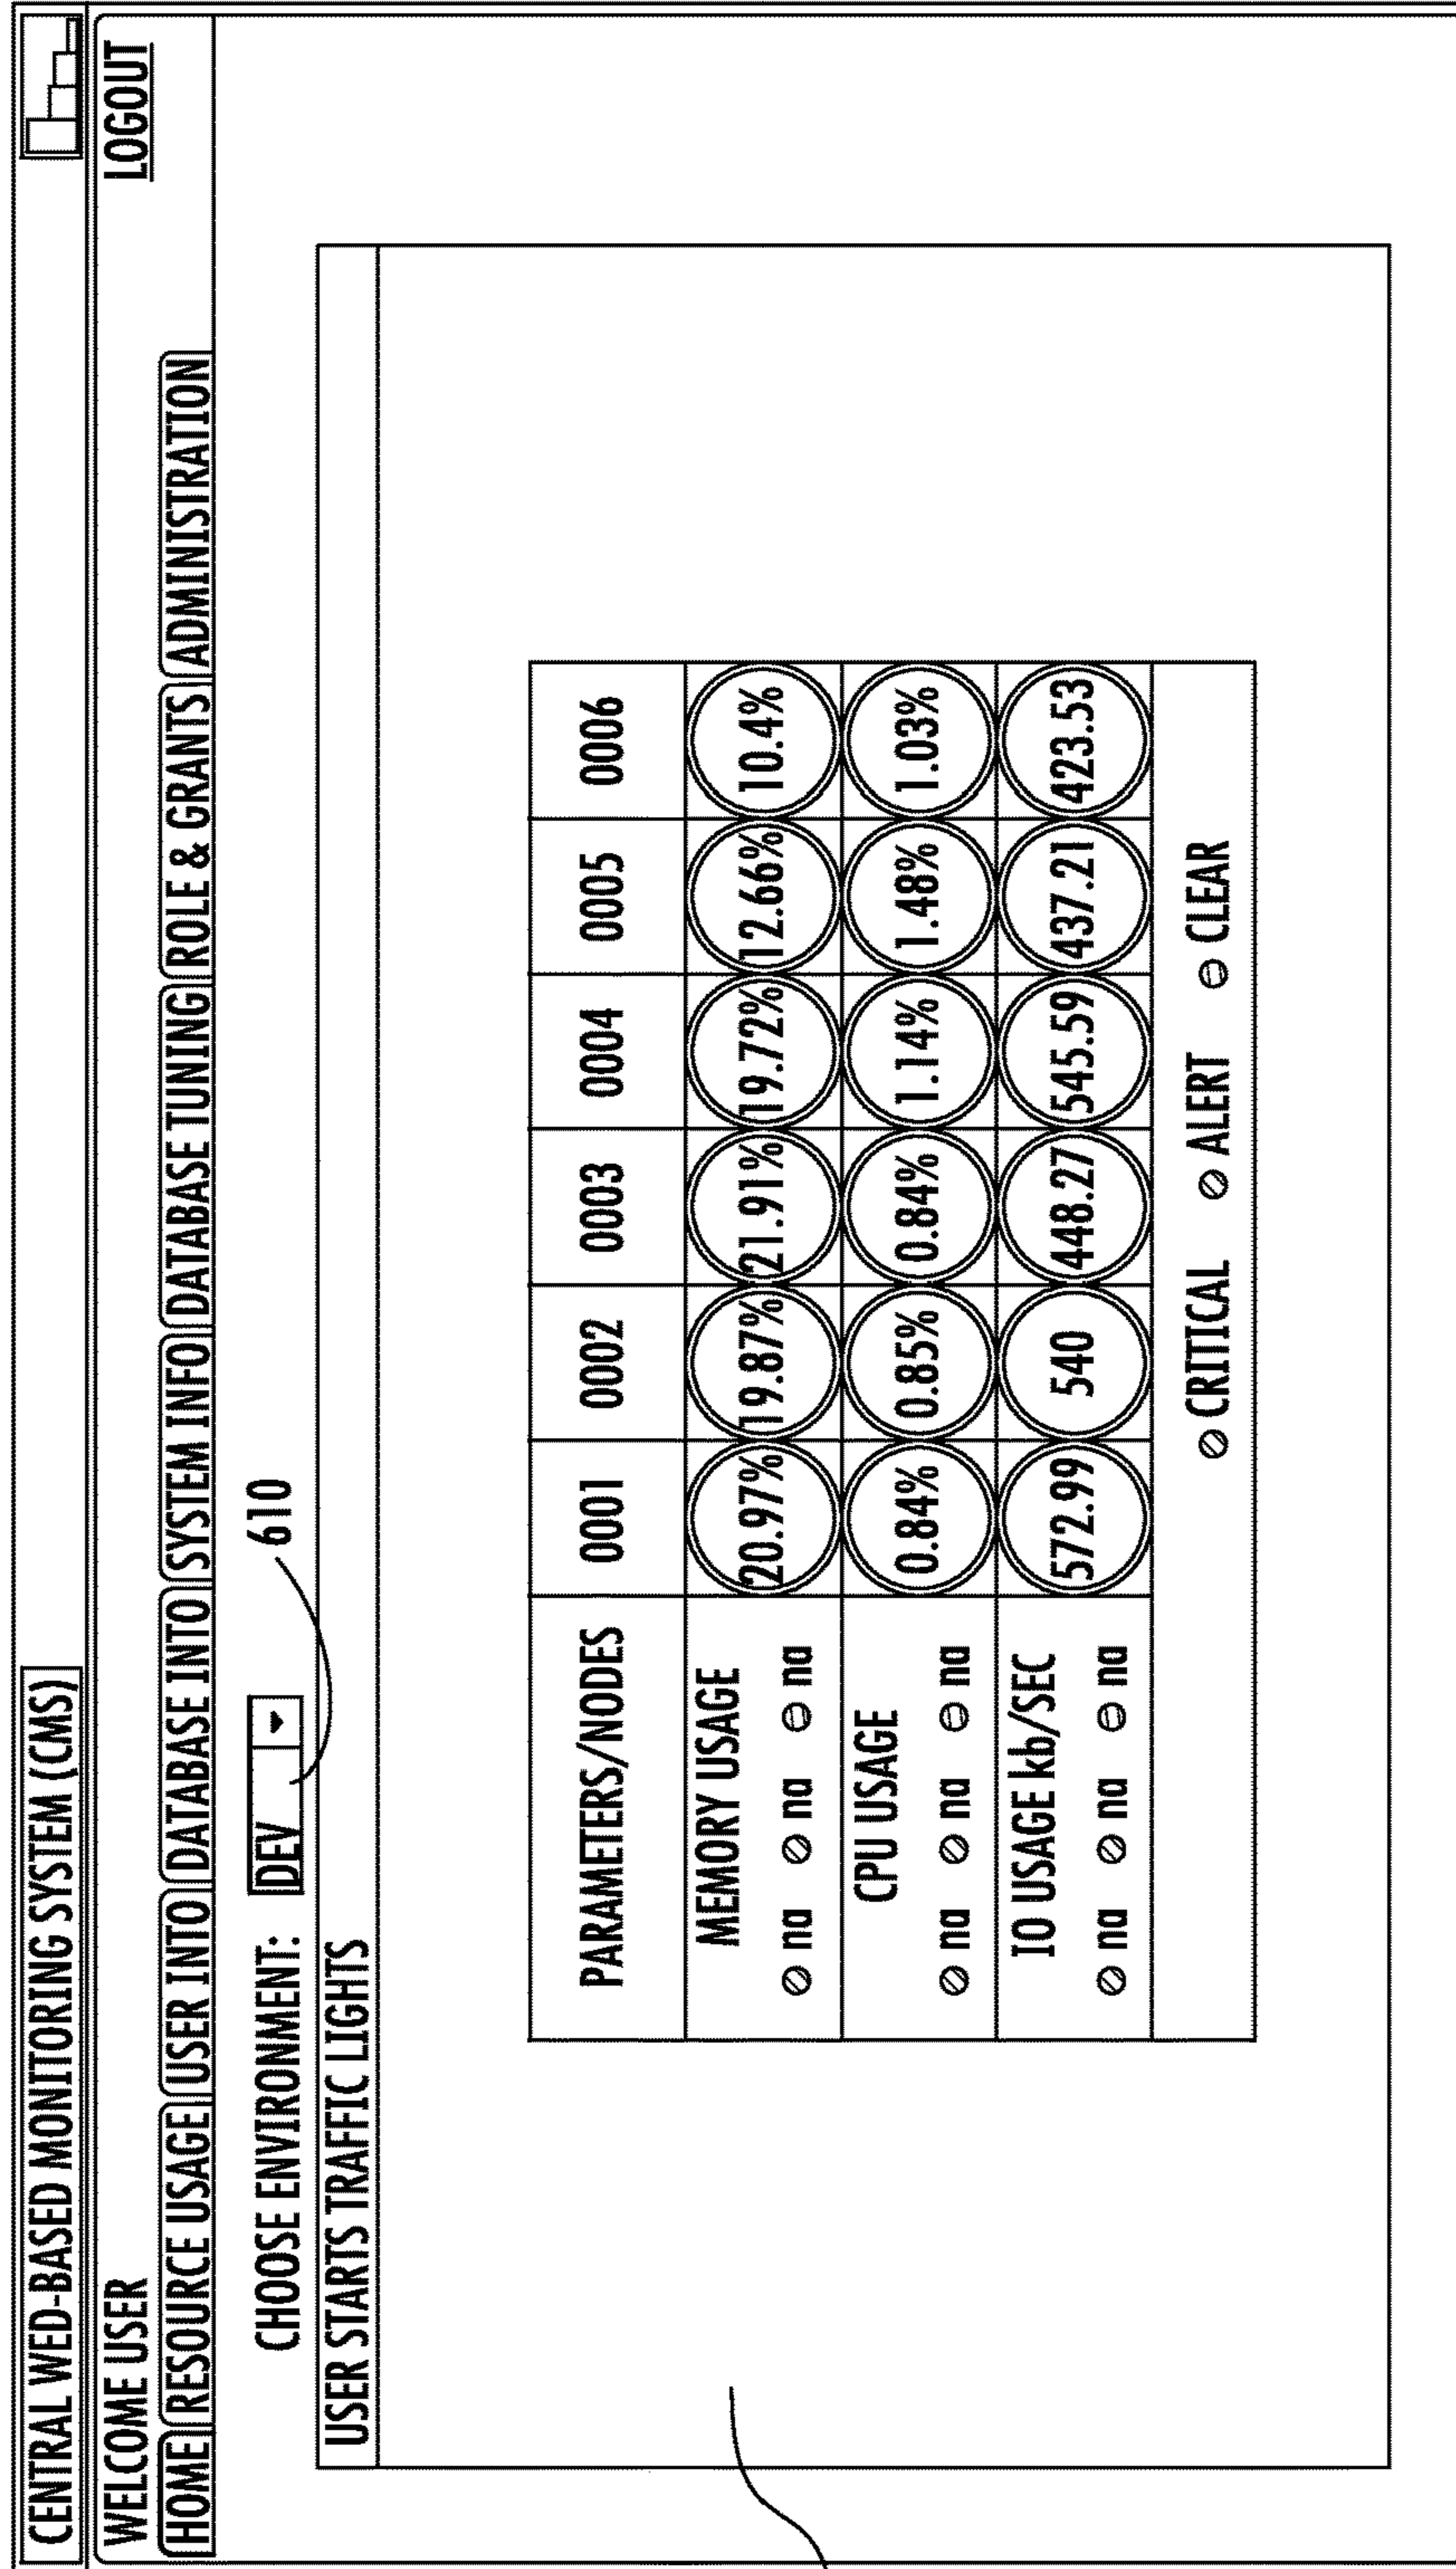 CENTRAL WED-BASED MONITORING SYSTEM (CMS)
WELCOME USER LOGOUT
HOME RESOURCE USAGE USER INTO DATABASE INTO SYSTEM INFO DATABASE TUNING ROLE & GRANTS ADMINISTRATION
CHOOSE ENVIRONMENT: DEV 610
USER STARTS TRAFFIC LIGHTS
PARAMETERS/NODES 0001 0002 0003 0004 0005 0006
MEMORY USAGE
na na na 20.97% 19.87% 21.91% 19.72% 12.66% 10.4%
CPU USAGE
na na na 0.84% 0.85% 0.84% 1.14% 1.48% 1.03%
IO USAGE kb/SEC
na na na 572.99 540 448.27 545.59 437.21 423.53
CRITICAL ALERT CLEAR